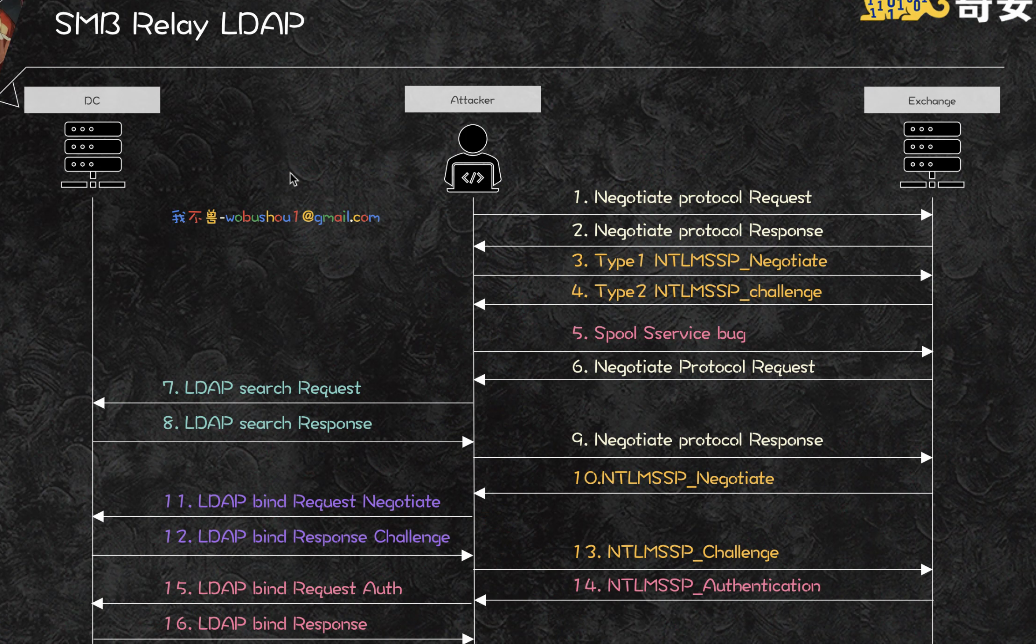 SMB Relay LDAP
奇安
DC
Attacker
Exchange
我不兽-wobushou1@gmail.com
1. Negotiate protocol Request
2. Negotiate protocol Response
3. Type1 NTLMSSP_Negotiate
4. Type2 NTLMSSP_challenge
5. Spool Sservice bug
6. Negotiate Protocol Request
7. LDAP search Request
8. LDAP search Response
9. Negotiate protocol Response
10.NTLMSSP_Negotiate
11. LDAP bind Request Negotiate
12. LDAP bind Response Challenge
13. NTLMSSP_Challenge
14. NTLMSSP_Authentication
15. LDAP bind Request Auth
16. LDAP bind Response